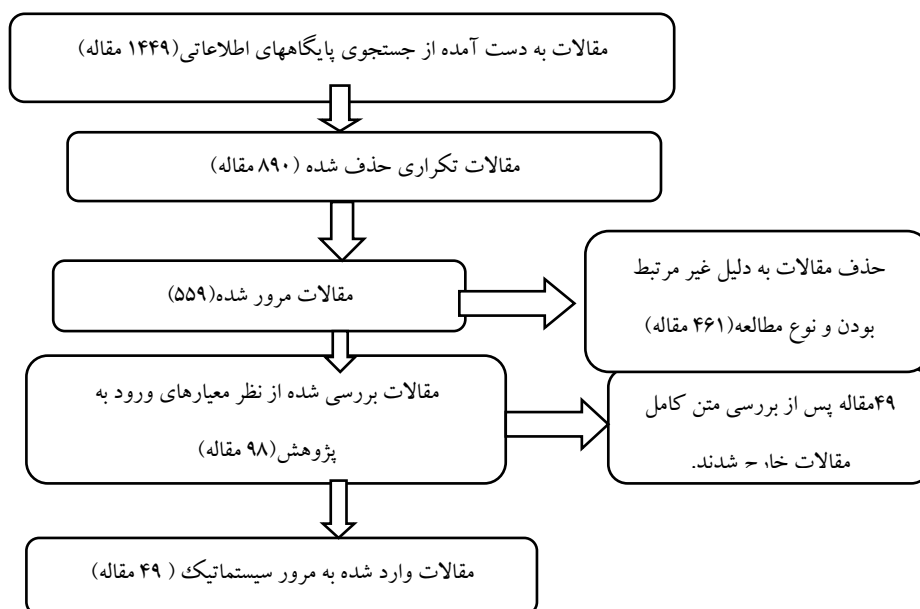 مقالات به دست آمده از جستجوی پایگاههای اطلاعاتی(۱۴۴۹ مقاله)
مقالات تکراری حذف شده (۸۹۰ مقاله)
مقالات مرور شده(۵۵۹)
حذف مقالات به دلیل غیر مرتبط
بودن و نوع مطالعه(۴۶۱ مقاله)
مقالات بررسی شده از نظر معیارهای ورود به
پژوهش(۹۸ مقاله)
۴۹مقاله پس از بررسی متن کامل
مقالات خارج شدند.
مقالات وارد شده به مرور سیستماتیک ( ۴۹ مقاله)